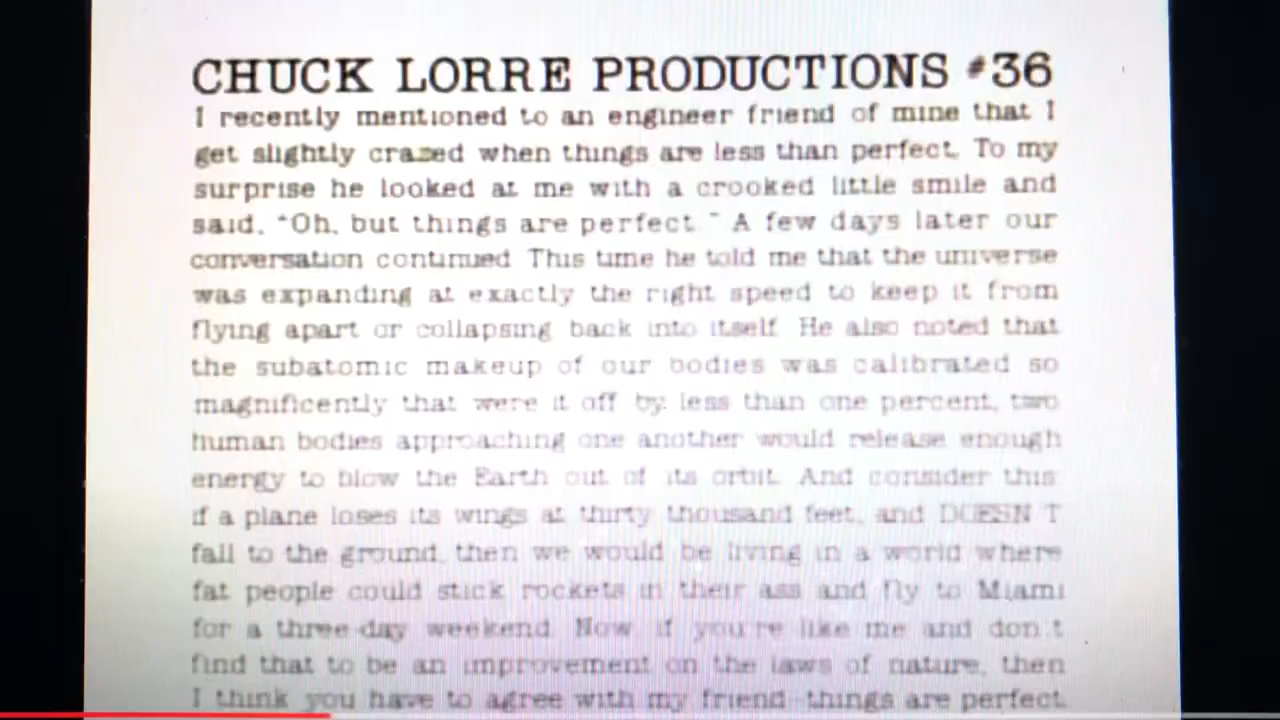 CHUCK LORRE PRODUCTIONS #36
I recently mentioned to an engineer friend of mine that I
get slightly crazed when things are less than perfect. To my
surprise he looked at me with a crooked little smile and
said, "Oh, but things are perfect." A few days later our
conversation continued. This time he told me that the universe
was expanding at exactly the right speed to keep it from
flying apart or collapsing back into itself. He also noted that
the subatomic makeup of our bodies was calibrated so
magnificently that were it off by less than one percent, two
human bodies approaching one another would release enough
energy to blow the Earth out of its orbit. And consider this
if a plane loses its wings at thirty thousand feet, and DOESN'T
fall to the ground, then we would be living in a world where
fat people could stick rockets in their ass and fly to Miami
for a three-day weekend. Now, if you're like me and don't
find that to be an improvement on the laws of nature, then
I think you have to agree with my friend--things are perfect.